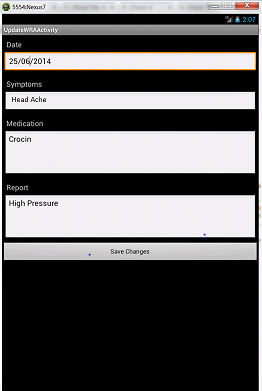 5554:Nexus7
2:07
UpdateWRAActivity
Date
25/06/2014
Symptoms
Head Ache
Medication
Crocin
Report
High Pressure
Save Changes